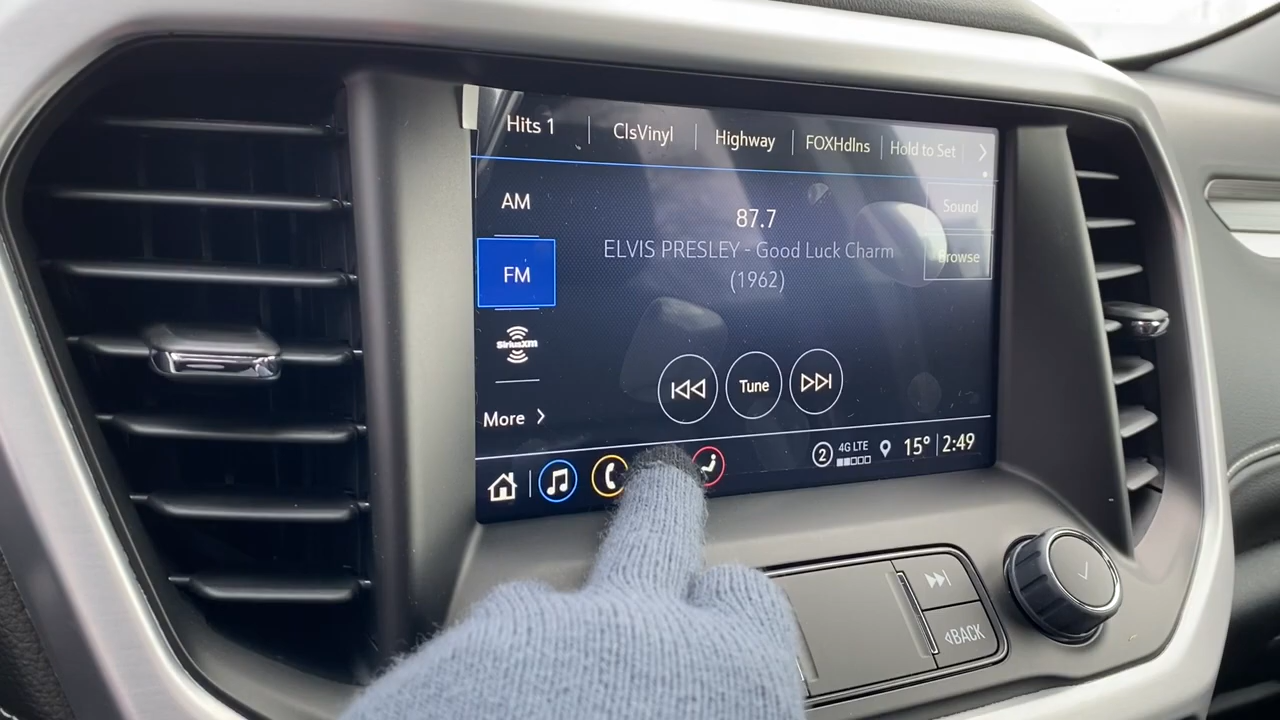 Hits 1
ClsVinyl
Highway
FOXHdlns
Hold to Set
AM
87.7
Sound
ELVIS PRESLEY - Good Luck Charm
(1962)
Browse
FM
SiriusXm
Tune
More
2
4G LTE
15°
2:49
BACK